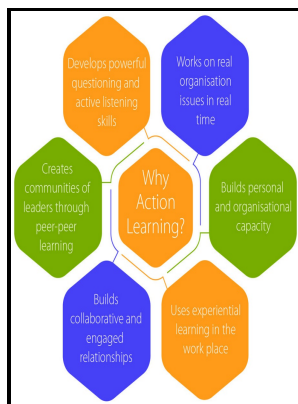 Develops powerful
questioning and
active listening
skills
Works on real
organisation
issues in real
time
Creates
communities of
leaders through
peer-peer
learning
Why
Action
Learning?
Builds personal
and organisational
capacity
Builds
collaborative and
engaged
relationships
Uses experiential
learning in the
work place